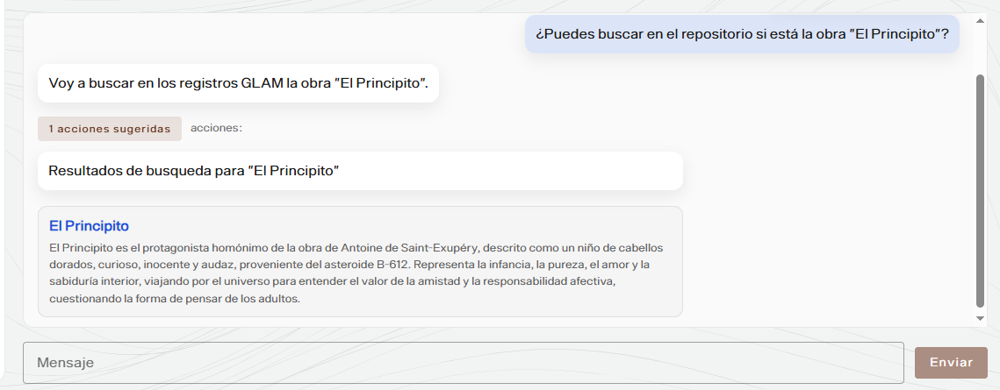 ¿Puedes buscar en el repositorio si está la obra "El Principito"?
Voy a buscar en los registros GLAM la obra "El Principito".
1 acciones sugeridas acciones:
Resultados de busqueda para "El Principito"
El Principito
El Principito es el protagonista homónimo de la obra de Antoine de Saint-Exupéry, descrito como un niño de cabellos
dorados, curioso, inocente y audaz, proveniente del asteroide B-612. Representa la infancia, la pureza, el amor y la
sabiduría interior, viajando por el universo para entender el valor de la amistad y la responsabilidad afectiva,
cuestionando la forma de pensar de los adultos.
Mensaje
Enviar